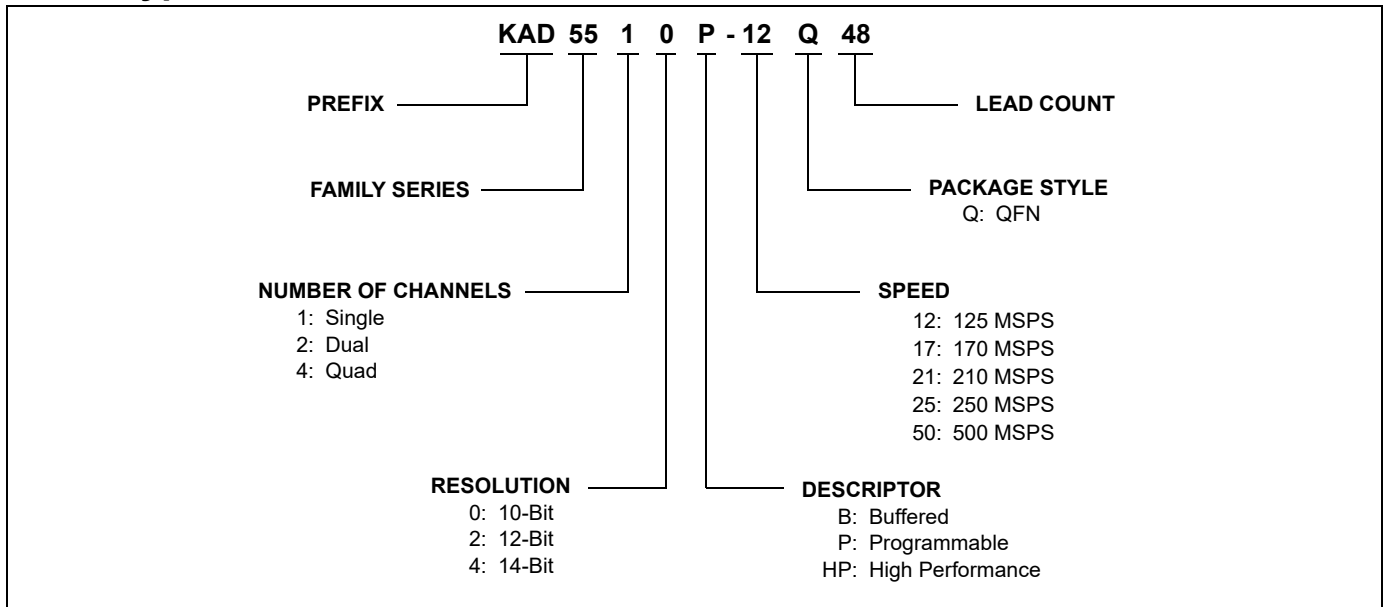 KAD 55 1 0 P - 12 Q 48
PREFIX
LEAD COUNT
FAMILY SERIES
PACKAGE STYLE
Q: QFN
NUMBER OF CHANNELS
1: Single
2: Dual
4: Quad
SPEED
12: 125 MSPS
17: 170 MSPS
21: 210 MSPS
25: 250 MSPS
50: 500 MSPS
RESOLUTION
0: 10-Bit
2: 12-Bit
4: 14-Bit
DESCRIPTOR
B: Buffered
P: Programmable
HP: High Performance